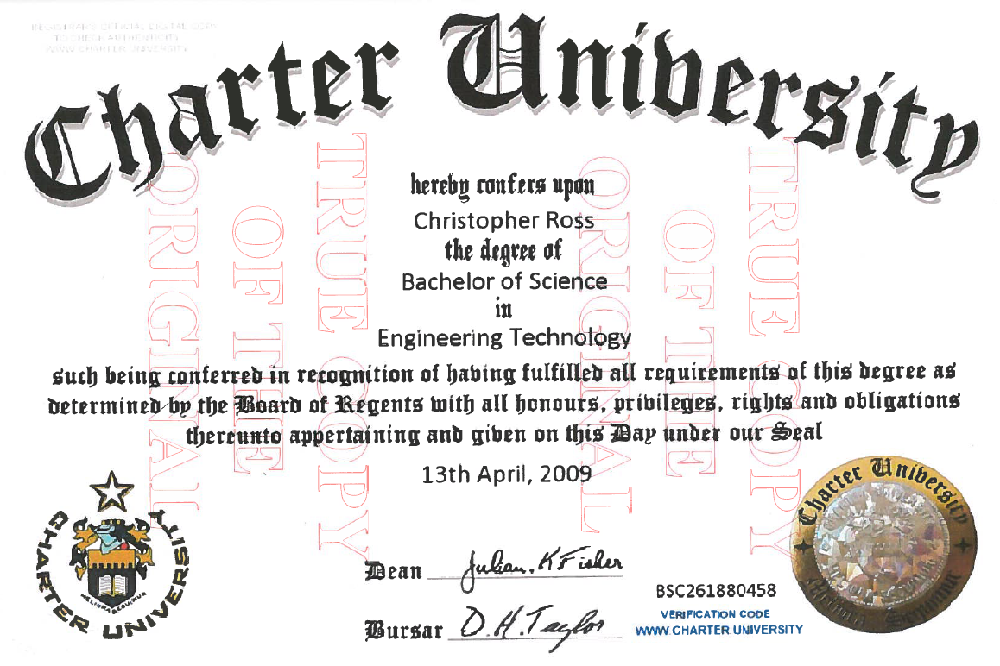 REGISTRAR'S OFFICIAL DIGITAL COPY
TO CHECK AUTHENTICITY
WWW.CHARTER.UNIVERSITY
Charter University
hereby confers upon
Christopher Ross
the degree of
Bachelor of Science
in
Engineering Technology
such being conferred in recognition of having fulfilled all requirements of this degree as
determined by the Board of Regents with all honours, privileges, rights and obligations
thereunto appertaining and given on this Day under our Seal
13th April, 2009
TRUE COPY
OF THE
ORIGINAL
TRUE COPY
OF THE
ORIGINAL
CHARTER UNIVERSITY
MELIORA SEQUIMUR
Dean Julian. K Fisher
Bursar D.H. Taylor
BSC261880458
VERIFICATION CODE
WWW.CHARTER.UNIVERSITY
Charter University
Sequimur